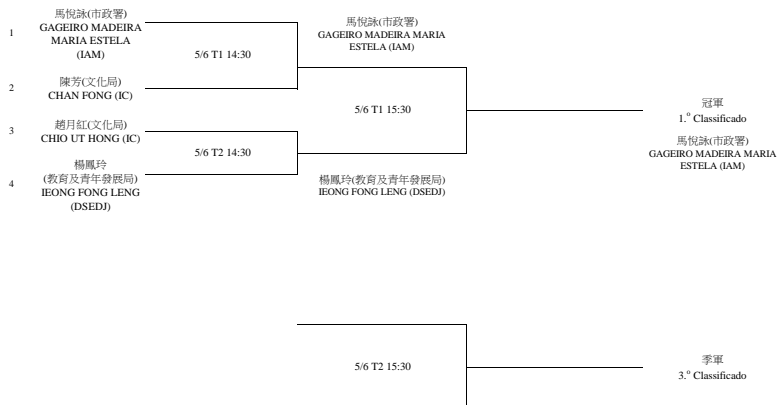 1
馬悅詠(市政署)
GAGEIRO MADEIRA
MARIA ESTELA
(IAM)
5/6 T1 14:30
2
陳芳(文化局)
CHAN FONG (IC)
馬悅詠(市政署)
GAGEIRO MADEIRA MARIA
ESTELA (IAM)
5/6 T1 15:30
3
趙月紅(文化局)
CHIO UT HONG (IC)
5/6 T2 14:30
4
楊鳳玲
(教育及青年發展局)
IEONG FONG LENG
(DSEDJ)
楊鳳玲(教育及青年發展局)
IEONG FONG LENG (DSEDJ)
冠軍
1.º Classificado
馬悅詠(市政署)
GAGEIRO MADEIRA MARIA
ESTELA (IAM)
5/6 T2 15:30
季軍
3.º Classificado